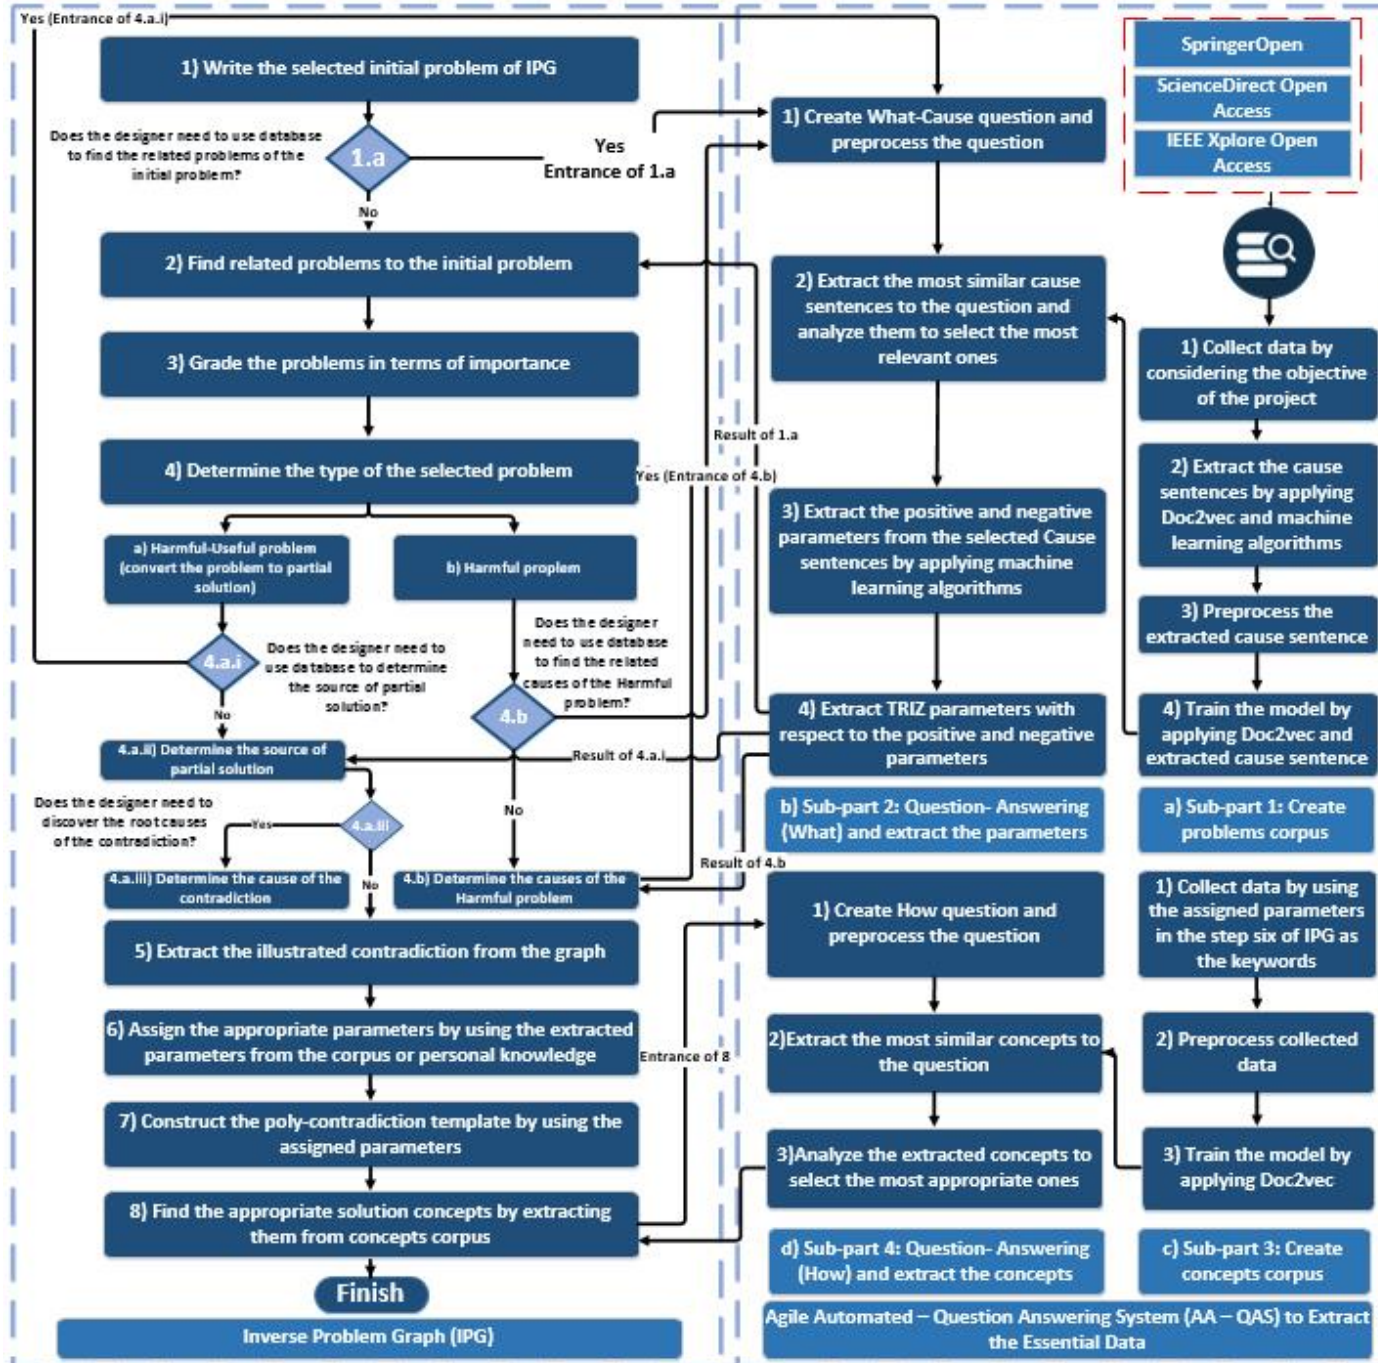 Yes (Entrance of 4.a.i)
1) Write the selected initial problem of IPG
Does the designer need to use database
to find the related problems of the
initial problem?
1.a
Yes
Entrance of 1.a
No
2) Find related problems to the initial problem
3) Grade the problems in terms of importance
4) Determine the type of the selected problem
a) Harmful-Useful problem
(convert the problem to partial
solution)
b) Harmful proplem
4.a.i
Does the designer need to
use database to determine
the source of partial
solution?
Does the designer
need to use database
to find the related
causes of the Harmful
problem?
4.b
No
4.a.ii) Determine the source of
partial solution
Does the designer need to
discover the root causes
of the contradiction?
Yes
4.a.iii
No
No
4.a.iii) Determine the cause of the
contradiction
4.b) Determine the causes of the
Harmful problem
5) Extract the illustrated contradiction from the graph
6) Assign the appropriate parameters by using the extracted
parameters from the corpus or personal knowledge
7) Construct the poly-contradiction template by using the
assigned parameters
8) Find the appropriate solution concepts by extracting
them from concepts corpus
Finish
Inverse Problem Graph (IPG)
Result of 1.a
Yes (Entrance of 4.b)
Result of 4.a.i
Result of 4.b
Entrance of 8
1) Create What-Cause question and
preprocess the question
2) Extract the most similar cause
sentences to the question and
analyze them to select the most
relevant ones
3) Extract the positive and negative
parameters from the selected Cause
sentences by applying machine
learning algorithms
4) Extract TRIZ parameters with
respect to the positive and negative
parameters
b) Sub-part 2: Question- Answering
(What) and extract the parameters
1) Create How question and
preprocess the question
2)Extract the most similar concepts to
the question
3)Analyze the extracted concepts to
select the most appropriate ones
d) Sub-part 4: Question- Answering
(How) and extract the concepts
SpringerOpen
ScienceDirect Open
Access
IEEE Xplore Open
Access
1) Collect data by
considering the objective
of the project
2) Extract the cause
sentences by applying
Doc2vec and machine
learning algorithms
3) Preprocess the
extracted cause sentence
4) Train the model by
applying Doc2vec and
extracted cause sentence
a) Sub-part 1: Create
problems corpus
1) Collect data by using
the assigned parameters
in the step six of IPG as
the keywords
2) Preprocess collected
data
3) Train the model by
applying Doc2vec
c) Sub-part 3: Create
concepts corpus
Agile Automated – Question Answering System (AA – QAS) to Extract
the Essential Data